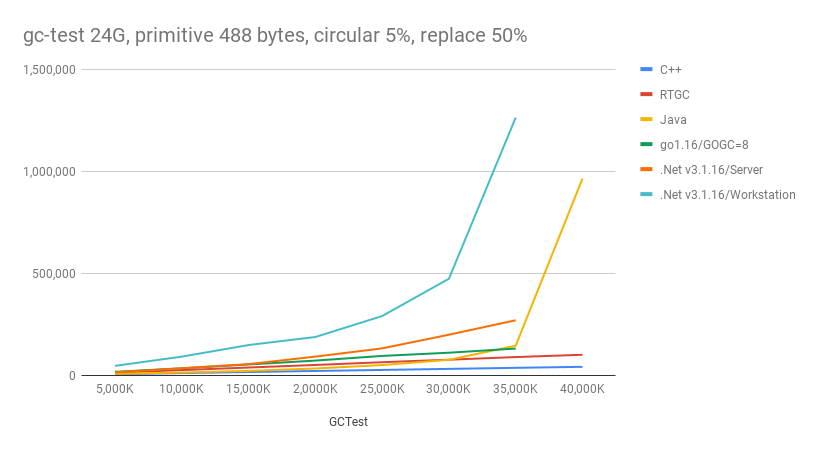 gc-test 24G, primitive 488 bytes, circular 5%, replace 50%
1,500,000
1,000,000
500,000
0
5,000K 10,000K 15,000K 2,0000K 25,000K 30,000K 35,000K 40,000K
GCTest
C++
RTGC
Java
go1.16/GOGC=8
.Net v3.1.16/Server
.Net v3.1.16/Workstation